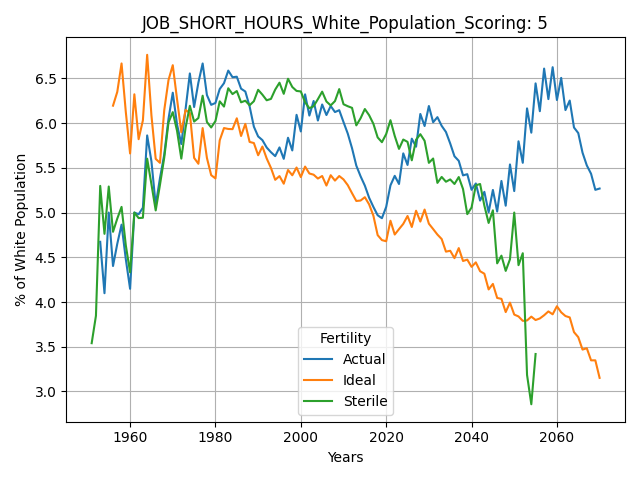 JOB_SHORT_HOURS_White_Population_Scoring: 5
% of White Population
6.5
6.0
5.5
5.0
4.5
4.0
3.5
3.0
Fertility
Actual
Ideal
Sterile
1960
1980
2000
2020
2040
2060
Years